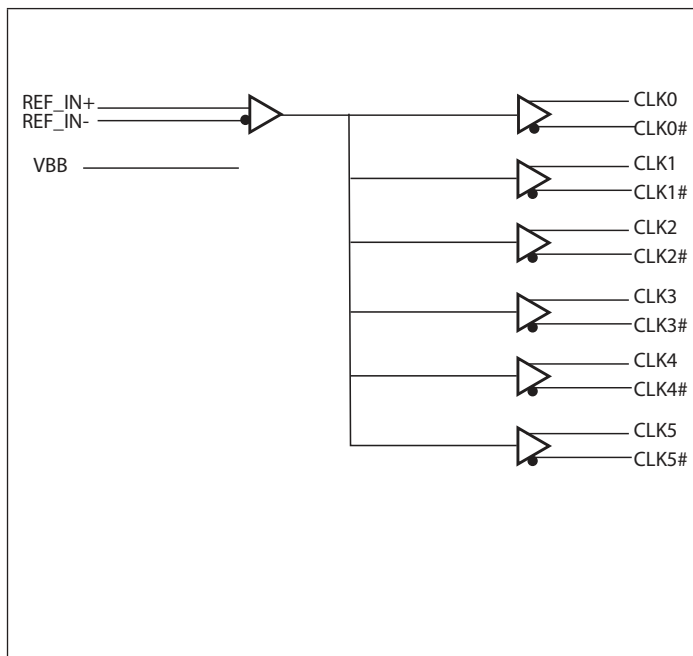 REF_IN+
REF_IN-
VBB
CLK0
CLK0#
CLK1
CLK1#
CLK2
CLK2#
CLK3
CLK3#
CLK4
CLK4#
CLK5
CLK5#